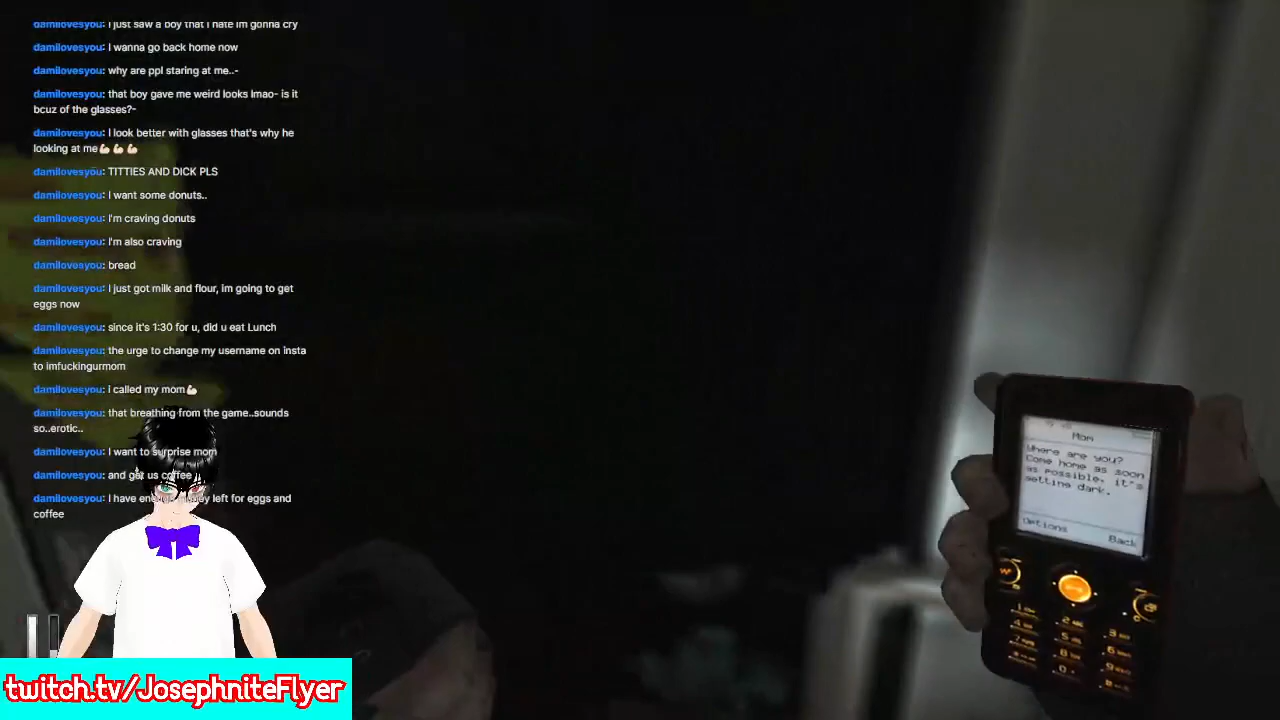 damilovesyou: I just saw a boy that i hate im gonna cry
damilovesyou: I wanna go back home now
damilovesyou: why are ppl staring at me..-
damilovesyou: that boy gave me weird looks lmao- is it
bcuz of the glasses?-
damilovesyou: I look better with glasses that's why he
looking at me💪🏻💪🏻💪🏻
damilovesyou: TITTIES AND DICK PLS
damilovesyou: I want some donuts..
damilovesyou: I'm craving donuts
damilovesyou: I'm also craving
damilovesyou: bread
damilovesyou: I just got milk and flour, im going to get
eggs now
damilovesyou: since it's 1:30 for u, did u eat Lunch
damilovesyou: the urge to change my username on insta
to imfuckingurmom
damilovesyou: i called my mom💪🏻
damilovesyou: that breathing from the game..sounds
so..erotic..
damilovesyou: I want to surprise mom
damilovesyou: and get us coffee
damilovesyou: I have left for eggs and
coffee
Mom
Where are you?
Come home as soon
as possible, it's
getting dark.
Options
Back
twitch.tv/JosephniteFlyer